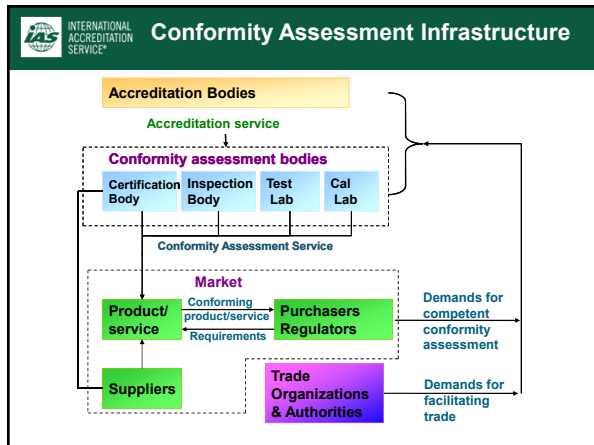 iAS
INTERNATIONAL
ACCREDITATION
SERVICE®
Conformity Assessment Infrastructure
Accreditation Bodies
Accreditation service
Conformity assessment bodies
Certification
Body
Inspection
Body
Test
Lab
Cal
Lab
Conformity Assessment Service
Market
Product/
service
Conforming
product/service
Requirements
Purchasers
Regulators
Demands for
competent
conformity
assessment
Suppliers
Trade
Organizations
& Authorities
Demands for
facilitating
trade